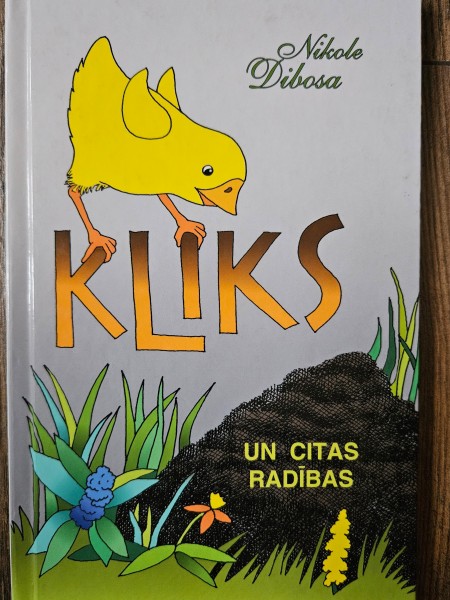 Nikole
Dibosa
KLIKS
UN CITAS
RADĪBAS